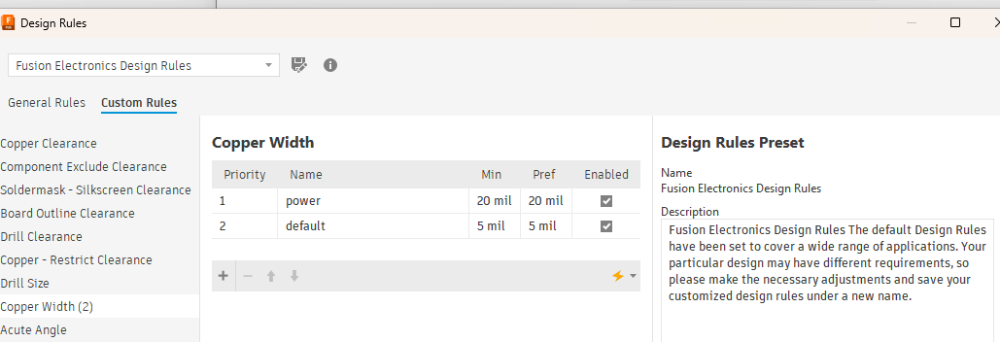 Design Rules
Fusion Electronics Design Rules
General Rules Custom Rules
Copper Clearance
Component Exclude Clearance
Soldermask - Silkscreen Clearance
Board Outline Clearance
Drill Clearance
Copper - Restrict Clearance
Drill Size
Copper Width (2)
Acute Angle
Copper Width
Priority Name Min Pref Enabled
1 power 20 mil 20 mil
2 default 5 mil 5 mil
Design Rules Preset
Name
Fusion Electronics Design Rules
Description
Fusion Electronics Design Rules The default Design Rules
have been set to cover a wide range of applications. Your
particular design may have different requirements, so
please make the necessary adjustments and save your
customized design rules under a new name.